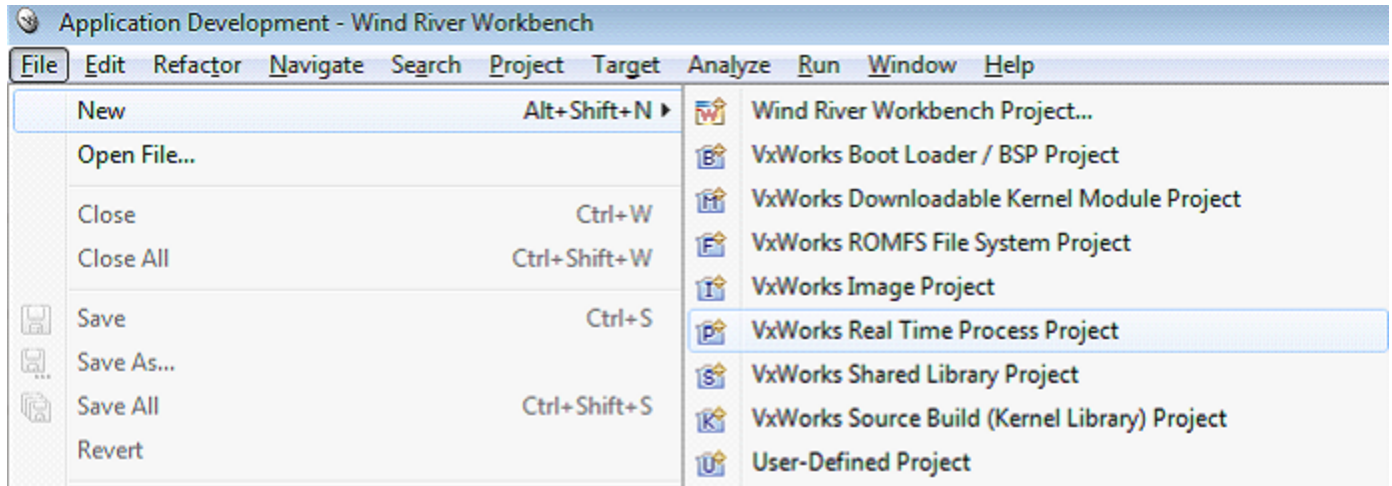 Application Development - Wind River Workbench
File Edit Refactor Navigate Search Project Target Analyze Run Window Help
New Alt+Shift+N
Open File...
Close Ctrl+W
Close All Ctrl+Shift+W
Save Ctrl+S
Save As...
Save All Ctrl+Shift+S
Revert
Wind River Workbench Project...
VxWorks Boot Loader / BSP Project
VxWorks Downloadable Kernel Module Project
VxWorks ROMFS File System Project
VxWorks Image Project
VxWorks Real Time Process Project
VxWorks Shared Library Project
VxWorks Source Build (Kernel Library) Project
User-Defined Project